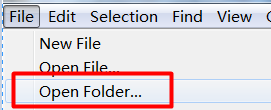 File Edit Selection Find View
New File
Open File...
Open Folder...